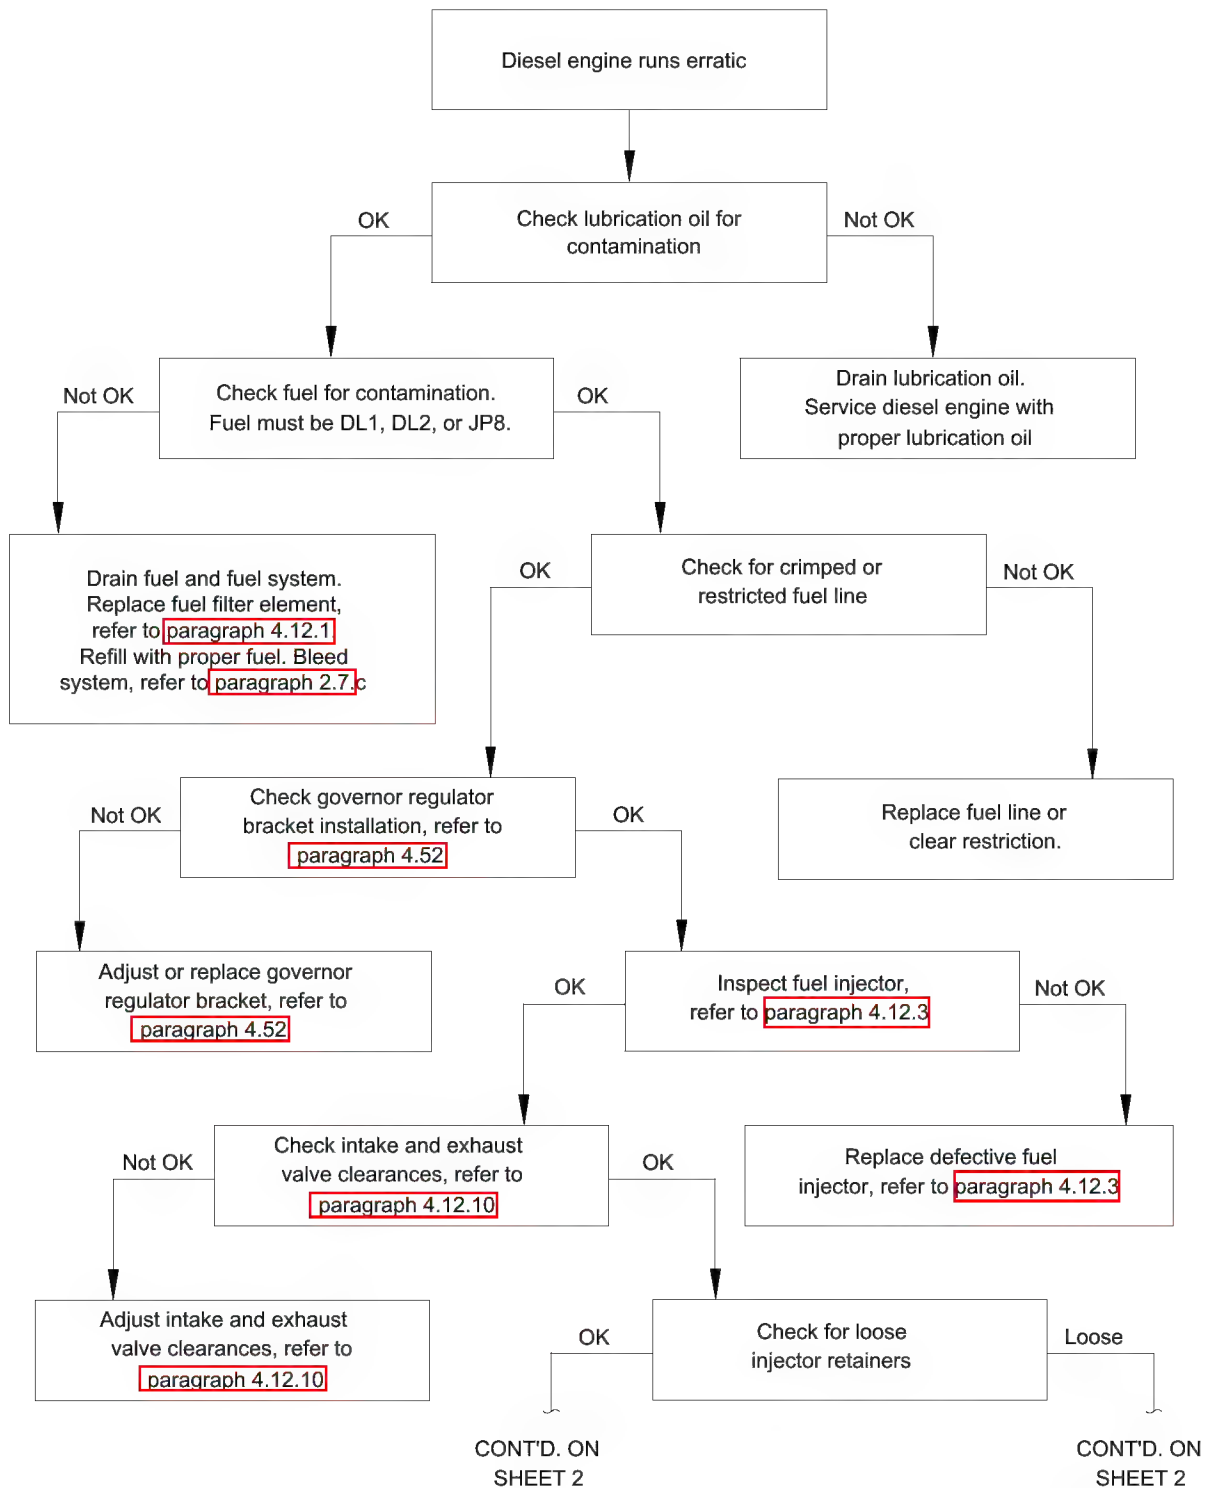 Diesel engine runs erratic
OK
Check lubrication oil for
contamination
Not OK
Not OK
Check fuel for contamination.
Fuel must be DL1, DL2, or JP8.
OK
Drain lubrication oil.
Service diesel engine with
proper lubrication oil
Drain fuel and fuel system.
Replace fuel filter element,
refer to paragraph 4.12.1
Refill with proper fuel. Bleed
system, refer to paragraph 2.7.c
OK
Check for crimped or
restricted fuel line
Not OK
Not OK
Check governor regulator
bracket installation, refer to
paragraph 4.52
OK
Replace fuel line or
clear restriction.
Adjust or replace governor
regulator bracket, refer to
paragraph 4.52
OK
Inspect fuel injector,
refer to paragraph 4.12.3
Not OK
Not OK
Check intake and exhaust
valve clearances, refer to
paragraph 4.12.10
OK
Replace defective fuel
injector, refer to paragraph 4.12.3
Adjust intake and exhaust
valve clearances, refer to
paragraph 4.12.10
OK
Check for loose
injector retainers
Loose
CONT'D. ON
SHEET 2
CONT'D. ON
SHEET 2